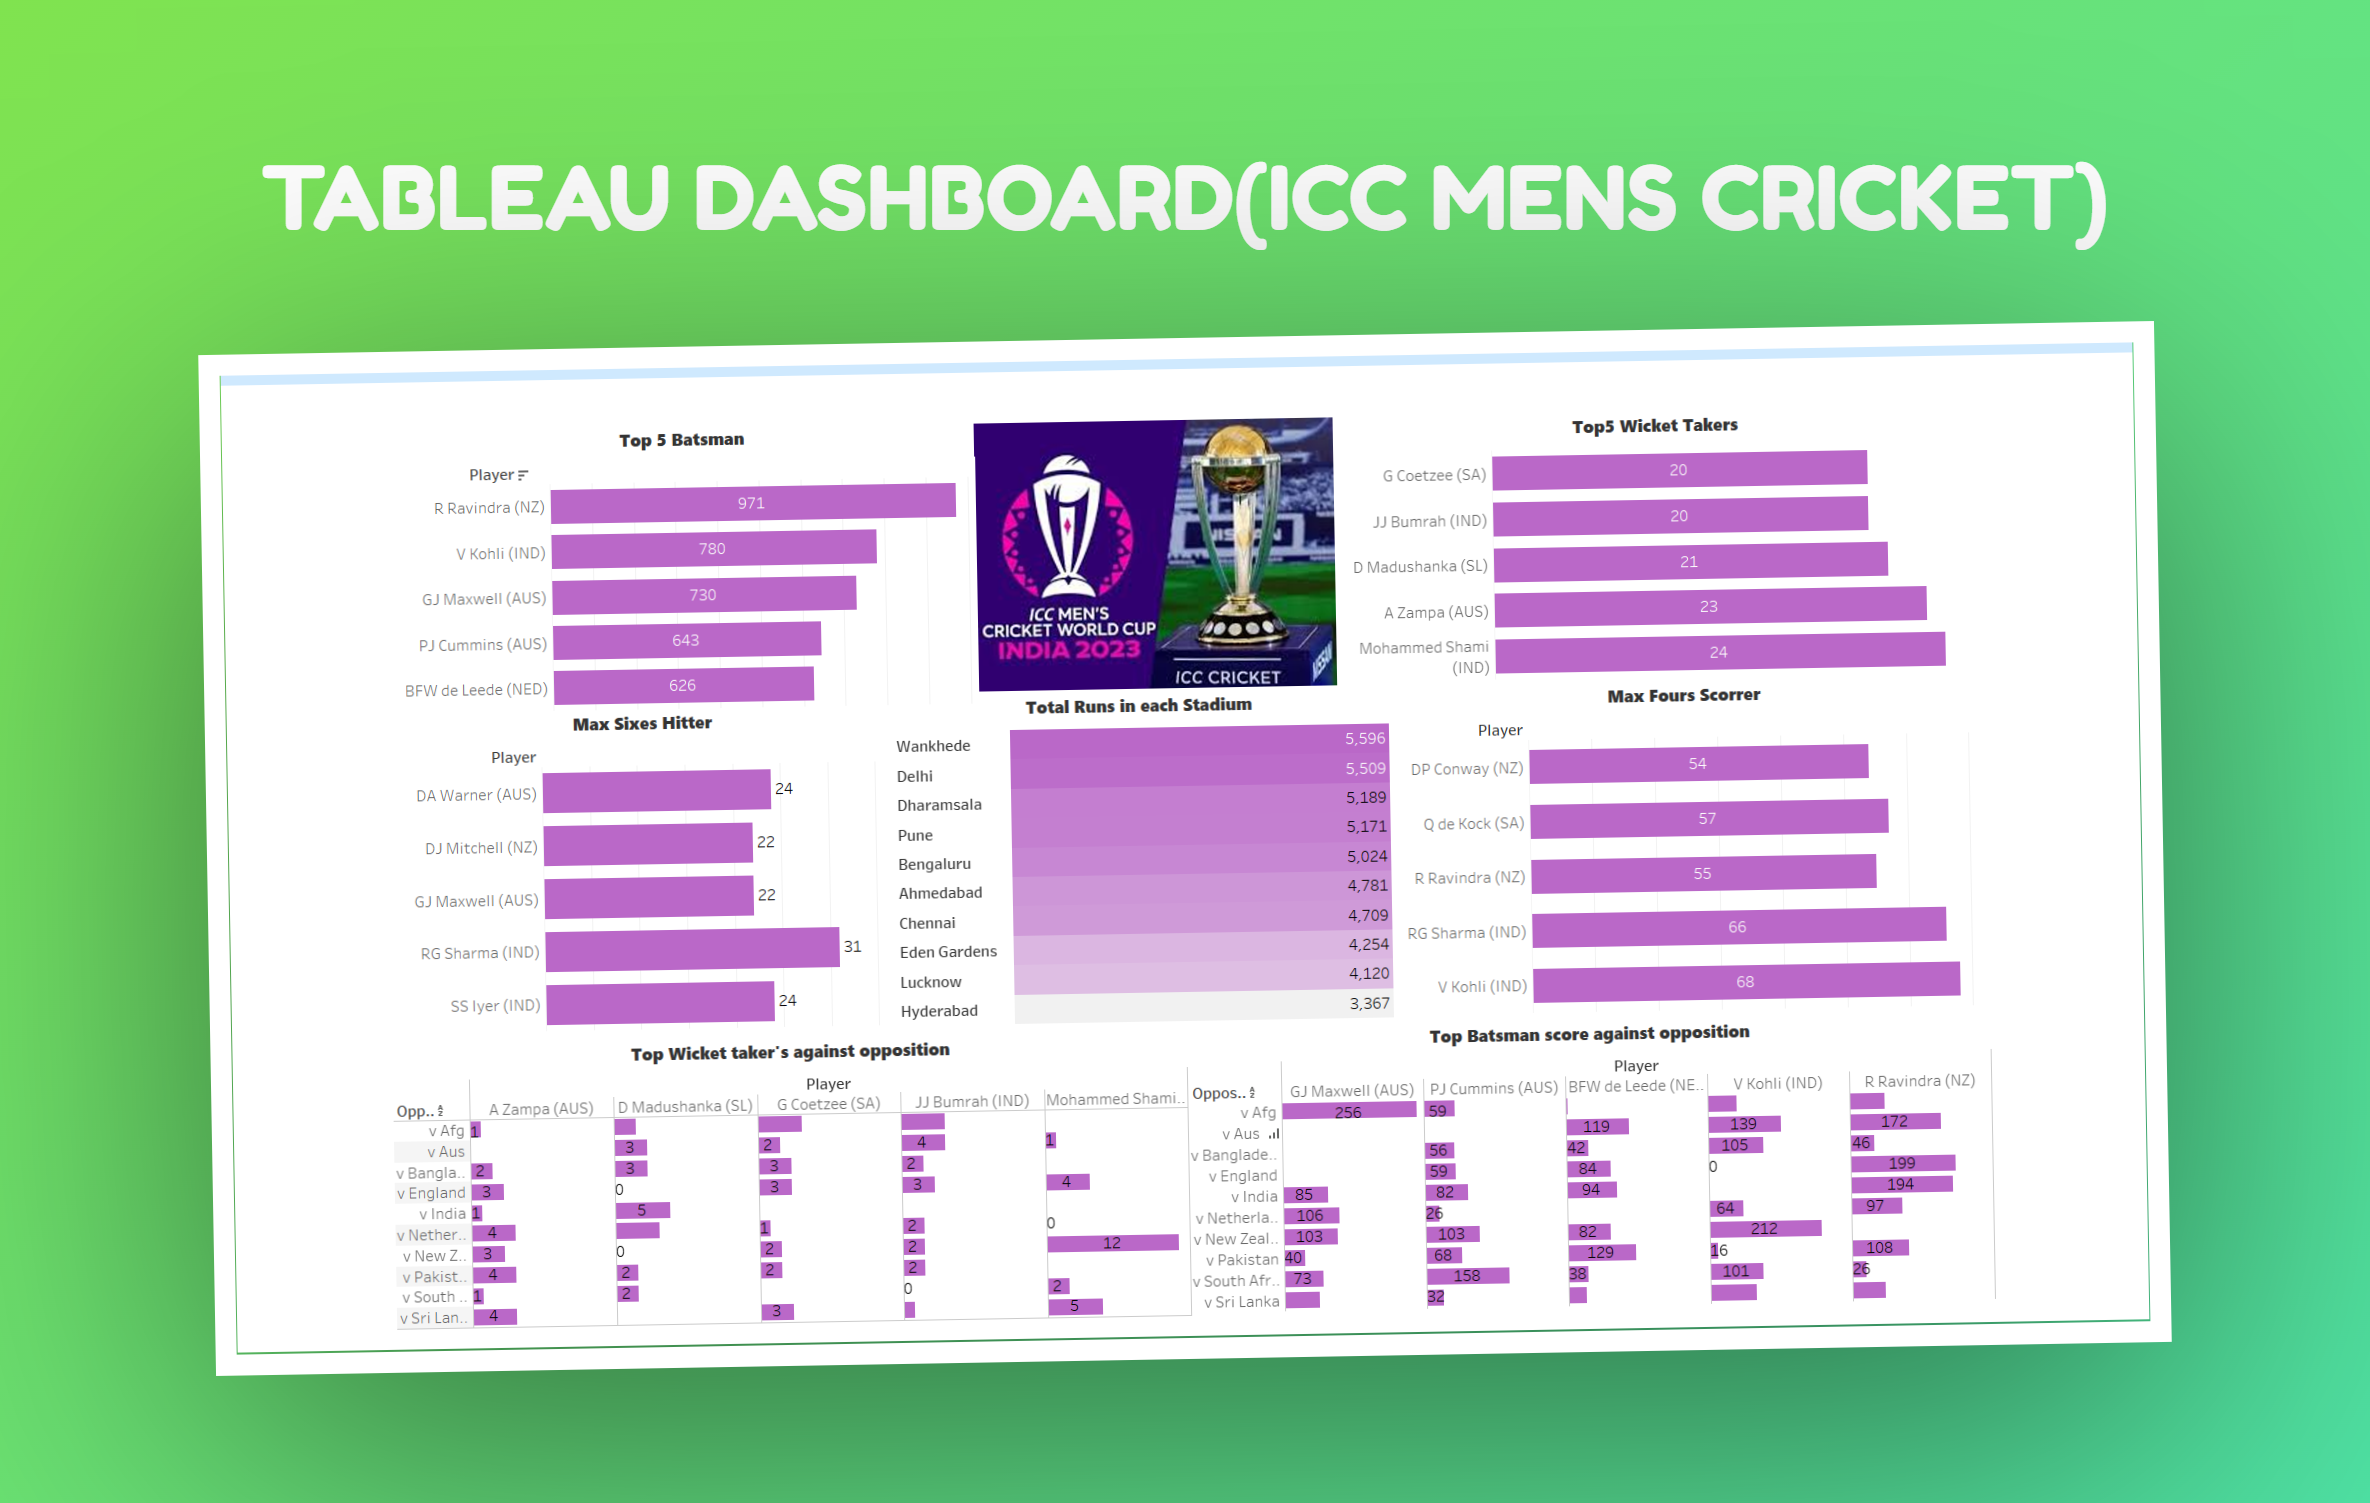 TABLEAU DASHBOARD(ICC MENS CRICKET)
Top 5 Batsman
Player
R Ravindra (NZ) 971
V Kohli (IND) 780
GJ Maxwell (AUS) 730
PJ Cummins (AUS) 643
BFW de Leede (NED) 626
NISSAN
ICC MEN'S
CRICKET WORLD CUP
INDIA 2023
ICC CRICKET
NISSAN
Top5 Wicket Takers
G Coetzee (SA) 20
JJ Bumrah (IND) 20
D Madushanka (SL) 21
A Zampa (AUS) 23
Mohammed Shami
(IND) 24
Max Sixes Hitter
Player
DA Warner (AUS) 24
DJ Mitchell (NZ) 22
GJ Maxwell (AUS) 22
RG Sharma (IND) 31
SS Iyer (IND) 24
Total Runs in each Stadium
Wankhede 5,596
Delhi 5,509
Dharamsala 5,189
Pune 5,171
Bengaluru 5,024
Ahmedabad 4,781
Chennai 4,709
Eden Gardens 4,254
Lucknow 4,120
Hyderabad 3,367
Max Fours Scorrer
Player
DP Conway (NZ) 54
Q de Kock (SA) 57
R Ravindra (NZ) 55
RG Sharma (IND) 66
V Kohli (IND) 68
Top Wicket taker's against opposition
Player
Opp.. A Zampa (AUS) D Madushanka (SL) G Coetzee (SA) JJ Bumrah (IND) Mohammed Shami..
v Afg 1
v Aus 3 2 4 1
v Bangla.. 2 3 3 2
v England 3 0 3 3 4
v India 1 5
v Nether.. 4 1 2 0
v New Z.. 3 0 2 2 12
v Pakist.. 4 2 2 2
v South .. 1 2 0 2
v Sri Lan.. 4 3 5
Top Batsman score against opposition
Player
Oppos.. GJ Maxwell (AUS) PJ Cummins (AUS) BFW de Leede (NE.. V Kohli (IND) R Ravindra (NZ)
v Afg 256 59
v Aus 119 139 172
v Banglade.. 56 42 105 46
v England 59 84 0 199
v India 85 82 94 194
v Netherla.. 106 26 64 97
v New Zeal.. 103 103 82 212
v Pakistan 40 68 129 16 108
v South Afr.. 73 158 38 101 26
v Sri Lanka 32